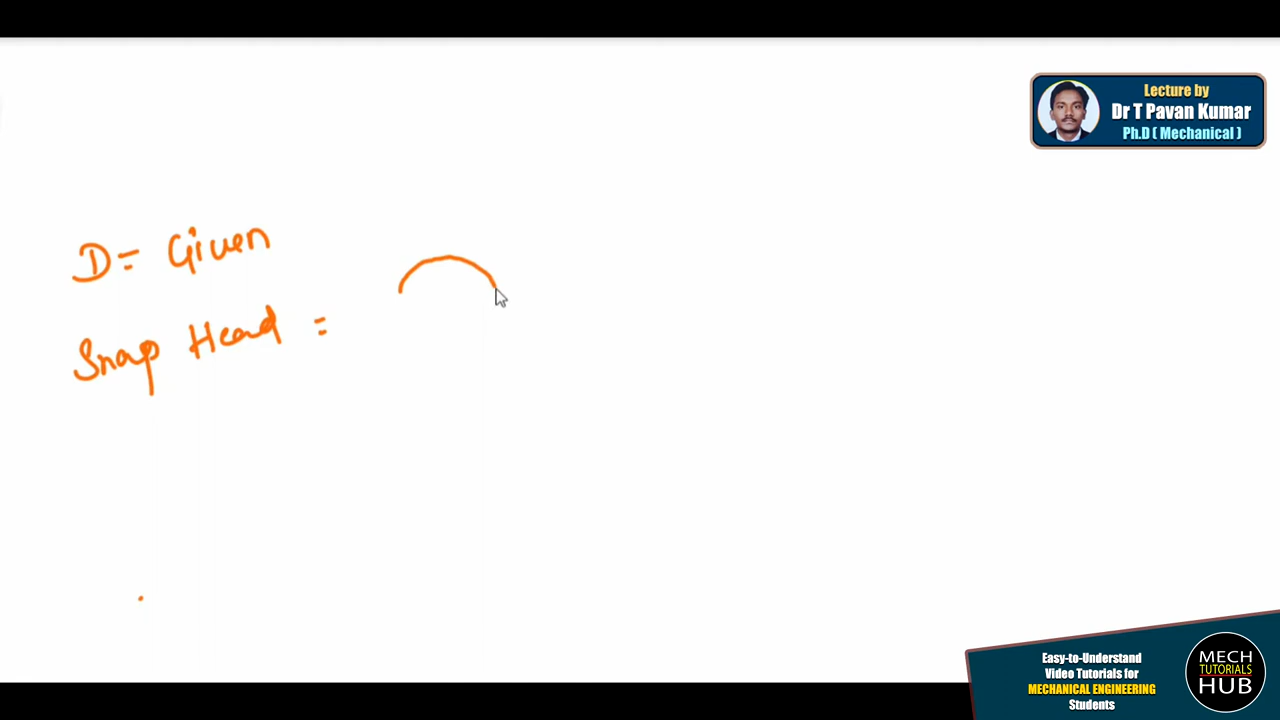 Lecture by
Dr T Pavan Kumar
Ph.D ( Mechanical )
D = Given
Snap Head =
Easy-to-Understand
Video Tutorials for
MECHANICAL ENGINEERING
Students
MECH
TUTORIALS
HUB